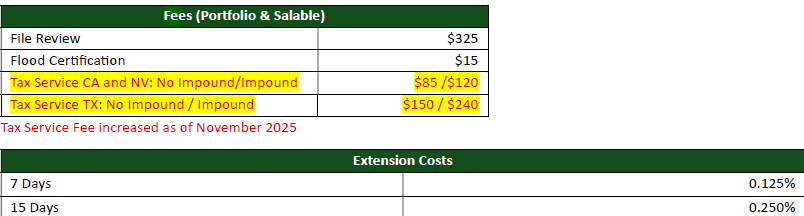 Fees (Portfolio & Salable)
File Review $325
Flood Certification $15
Tax Service CA and NV: No Impound/Impound $85 /$120
Tax Service TX: No Impound / Impound $150 / $240
Tax Service Fee increased as of November 2025
Extension Costs
7 Days 0.125%
15 Days 0.250%